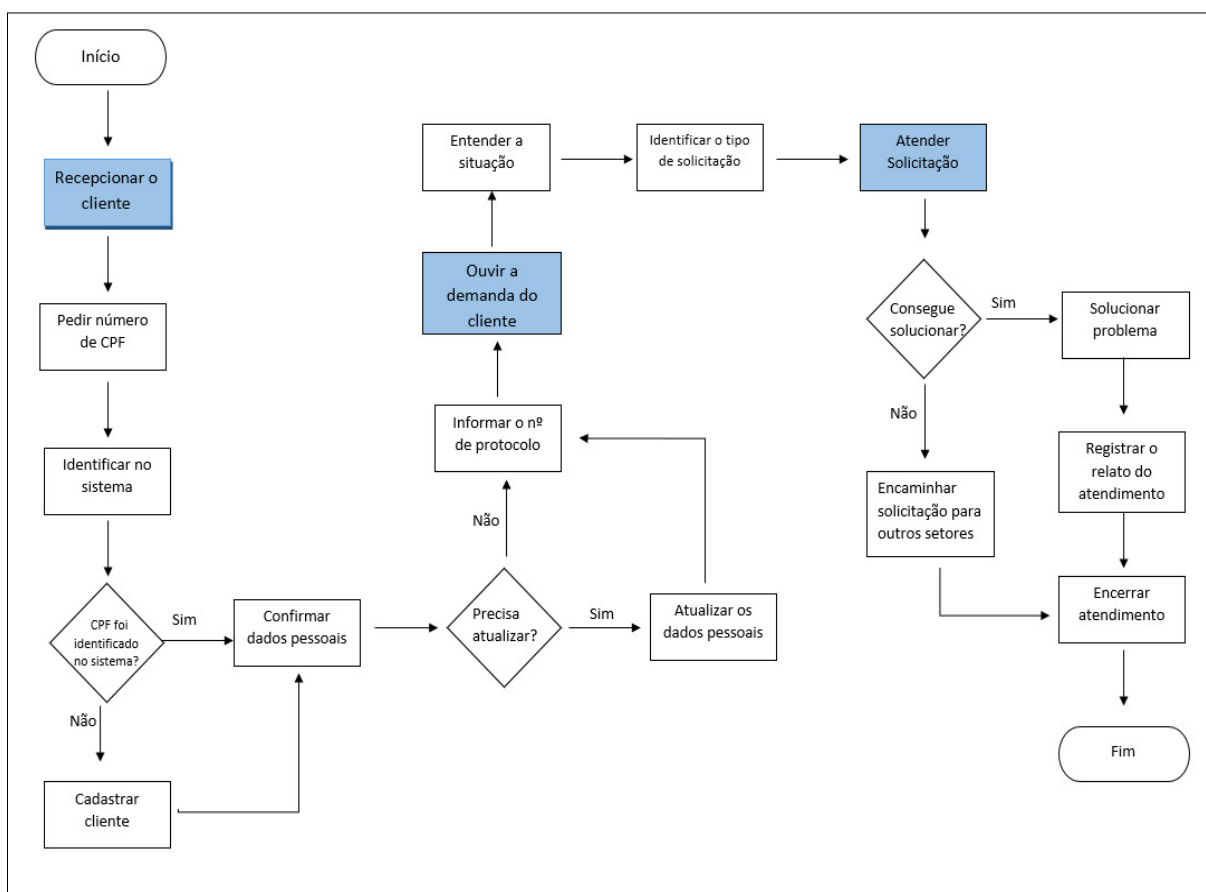 Início
Recepcionar o
cliente
Pedir número
de CPF
Identificar no
sistema
CPF foi
identificado
no sistema?
Sim
Não
Cadastrar
cliente
Confirmar
dados pessoais
Precisa
atualizar?
Sim
Não
Atualizar os
dados pessoais
Informar o nº
de protocolo
Ouvir a
demanda do
cliente
Entender a
situação
Identificar o tipo
de solicitação
Atender
Solicitação
Consegue
solucionar?
Sim
Não
Solucionar
problema
Registrar o
relato do
atendimento
Encaminhar
solicitação para
outros setores
Encerrar
atendimento
Fim